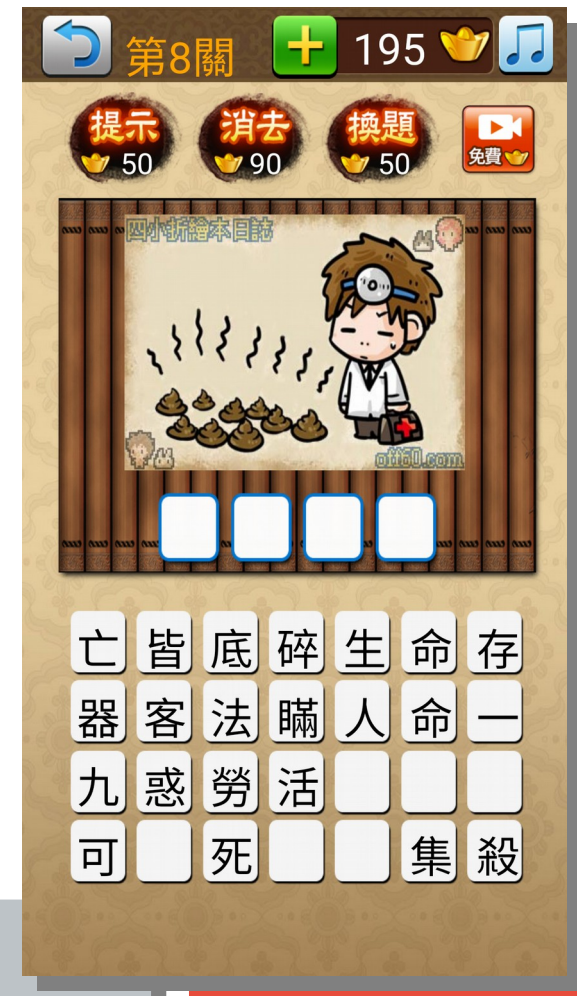 第8關
195
提示
50
消去
90
換題
50
免費
四小折繪本日誌
off60.com
亡 皆 底 碎 生 命 存
器 客 法 瞞 人 命 一
九 惑 勞 活
可 死 集 殺